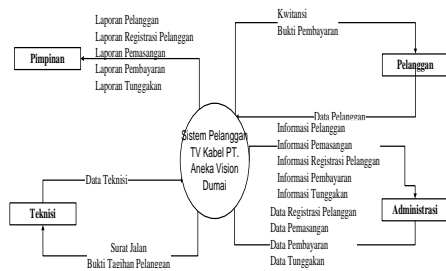 Laporan Pelanggan
Laporan Registrasi Pelanggan
Laporan Pemasangan
Laporan Pembayaran
Laporan Tunggakan
Pimpinan
Kwitansi
Bukti Pembayaran
Pelanggan
Data Pelanggan
Sistem Pelanggan
TV Kabel PT.
Aneka Vision
Dumai
Informasi Pelanggan
Informasi Pemasangan
Informasi Registrasi Pelanggan
Informasi Pembayaran
Informasi Tunggakan
Administrasi
Data Registrasi Pelanggan
Data Pemasangan
Data Pembayaran
Data Tunggakan
Data Teknisi
Teknisi
Surat Jalan
Bukti Tagihan Pelanggan